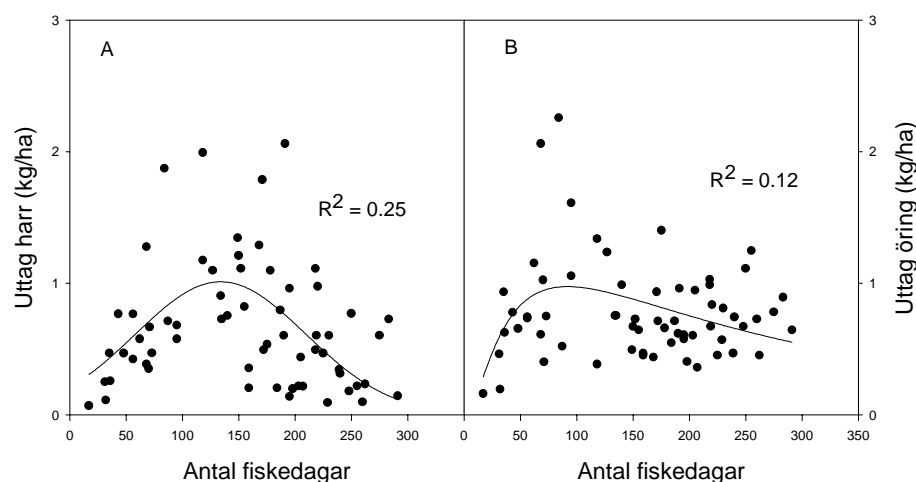 A
B
3
2
1
0
3
2
1
0
Uttag harr (kg/ha)
Uttag öring (kg/ha)
R2 = 0.25
R2 = 0.12
0 50 100 150 200 250 300
0 50 100 150 200 250 300 350
Antal fiskedagar
Antal fiskedagar